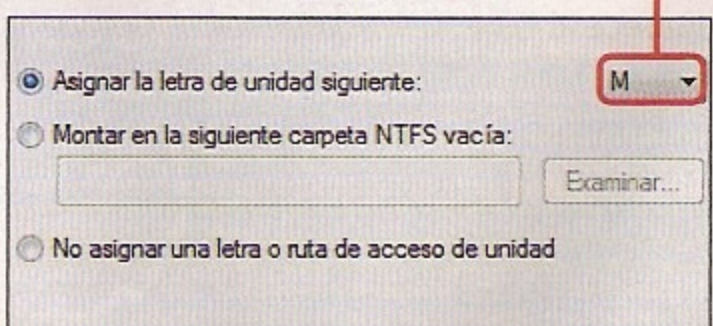 Asignar la letra de unidad siguiente: M
Montar en la siguiente carpeta NTFS vacía:
Examinar...
No asignar una letra o ruta de acceso de unidad